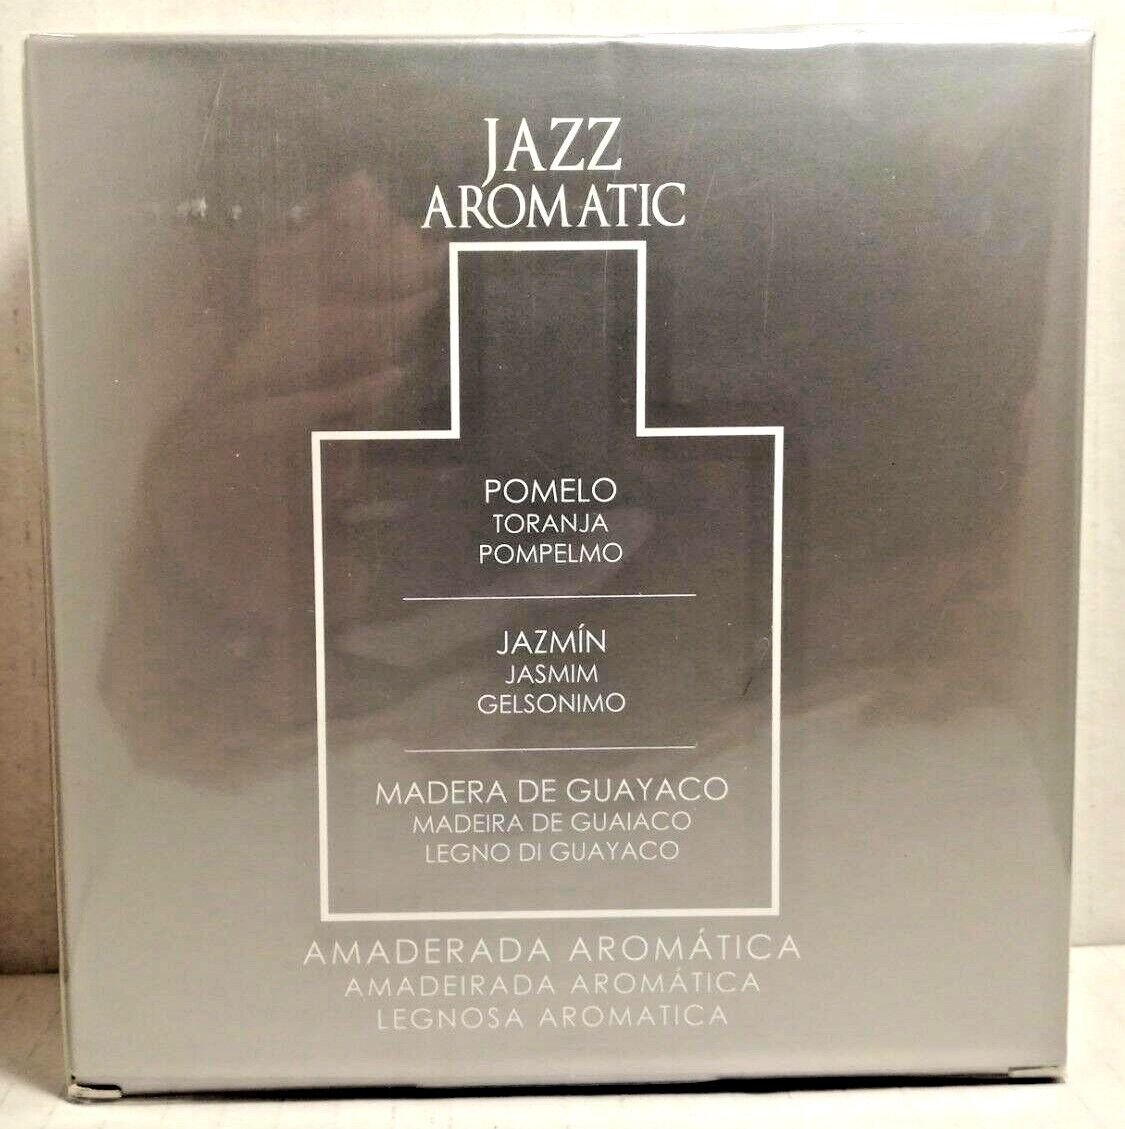 JAZZ
AROMATIC
POMELO
TORANJA
POMPELMO
JAZMÍN
JASMIM
GELSONIMO
MADERA DE GUAYACO
MADEIRA DE GUAIACO
LEGNO DI GUAYACO
AMADERADA AROMÁTICA
AMADEIRADA AROMÁTICA
LEGNOSA AROMATICA